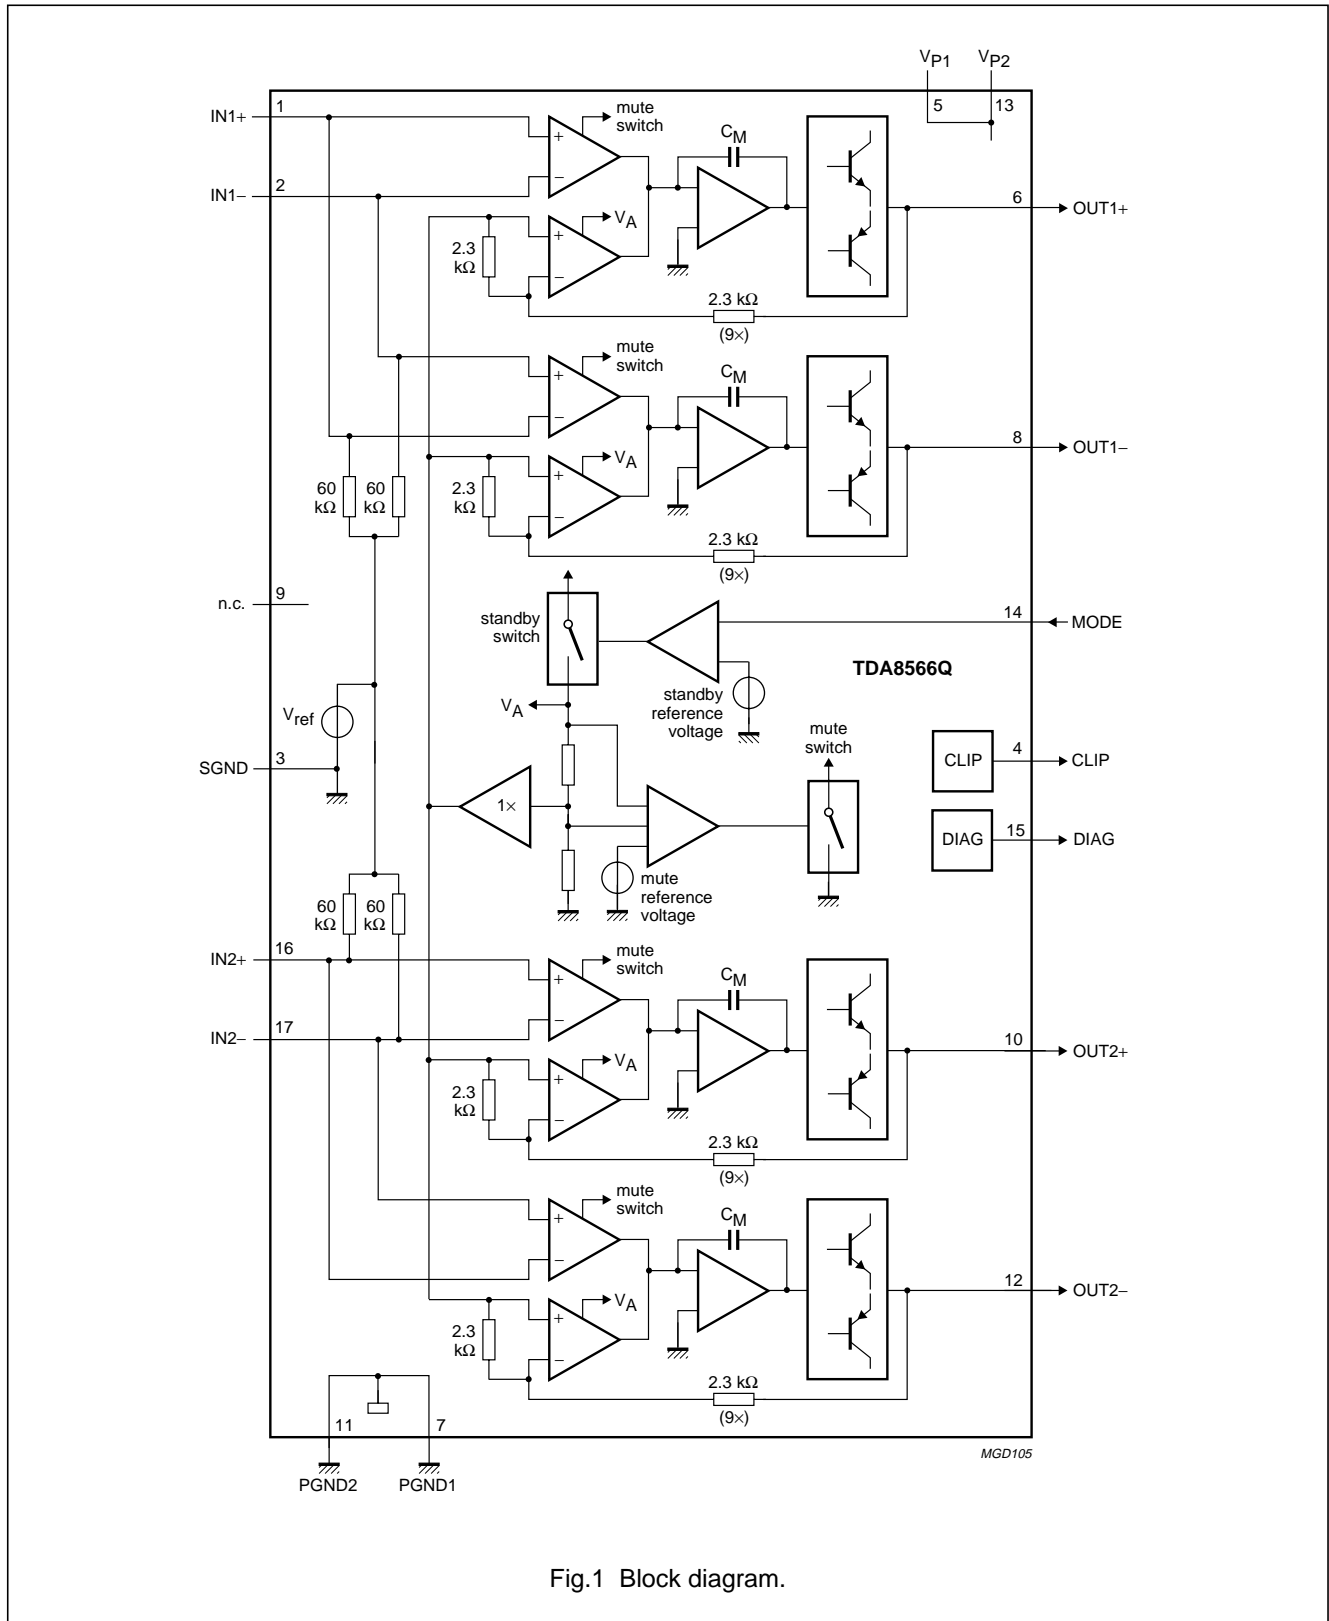 VP1 VP2
5 13
IN1+ 1
mute
switch
CM
+
−
IN1− 2
6 OUT1+
VA
+
−
2.3
kΩ
2.3 kΩ
(9×)
mute
switch
CM
+
−
8 OUT1−
VA
+
−
60
kΩ
60
kΩ
2.3
kΩ
2.3 kΩ
(9×)
n.c. 9
standby
switch
14 MODE
TDA8566Q
standby
reference
voltage
VA
Vref
mute
switch
SGND 3
CLIP 4 CLIP
1×
DIAG 15 DIAG
mute
reference
voltage
60
kΩ
60
kΩ
IN2+ 16
mute
switch
CM
+
−
IN2− 17
10 OUT2+
VA
+
−
2.3
kΩ
2.3 kΩ
(9×)
mute
switch
CM
+
−
12 OUT2−
VA
+
−
2.3
kΩ
2.3 kΩ
(9×)
11 7
PGND2 PGND1
MGD105
Fig.1 Block diagram.